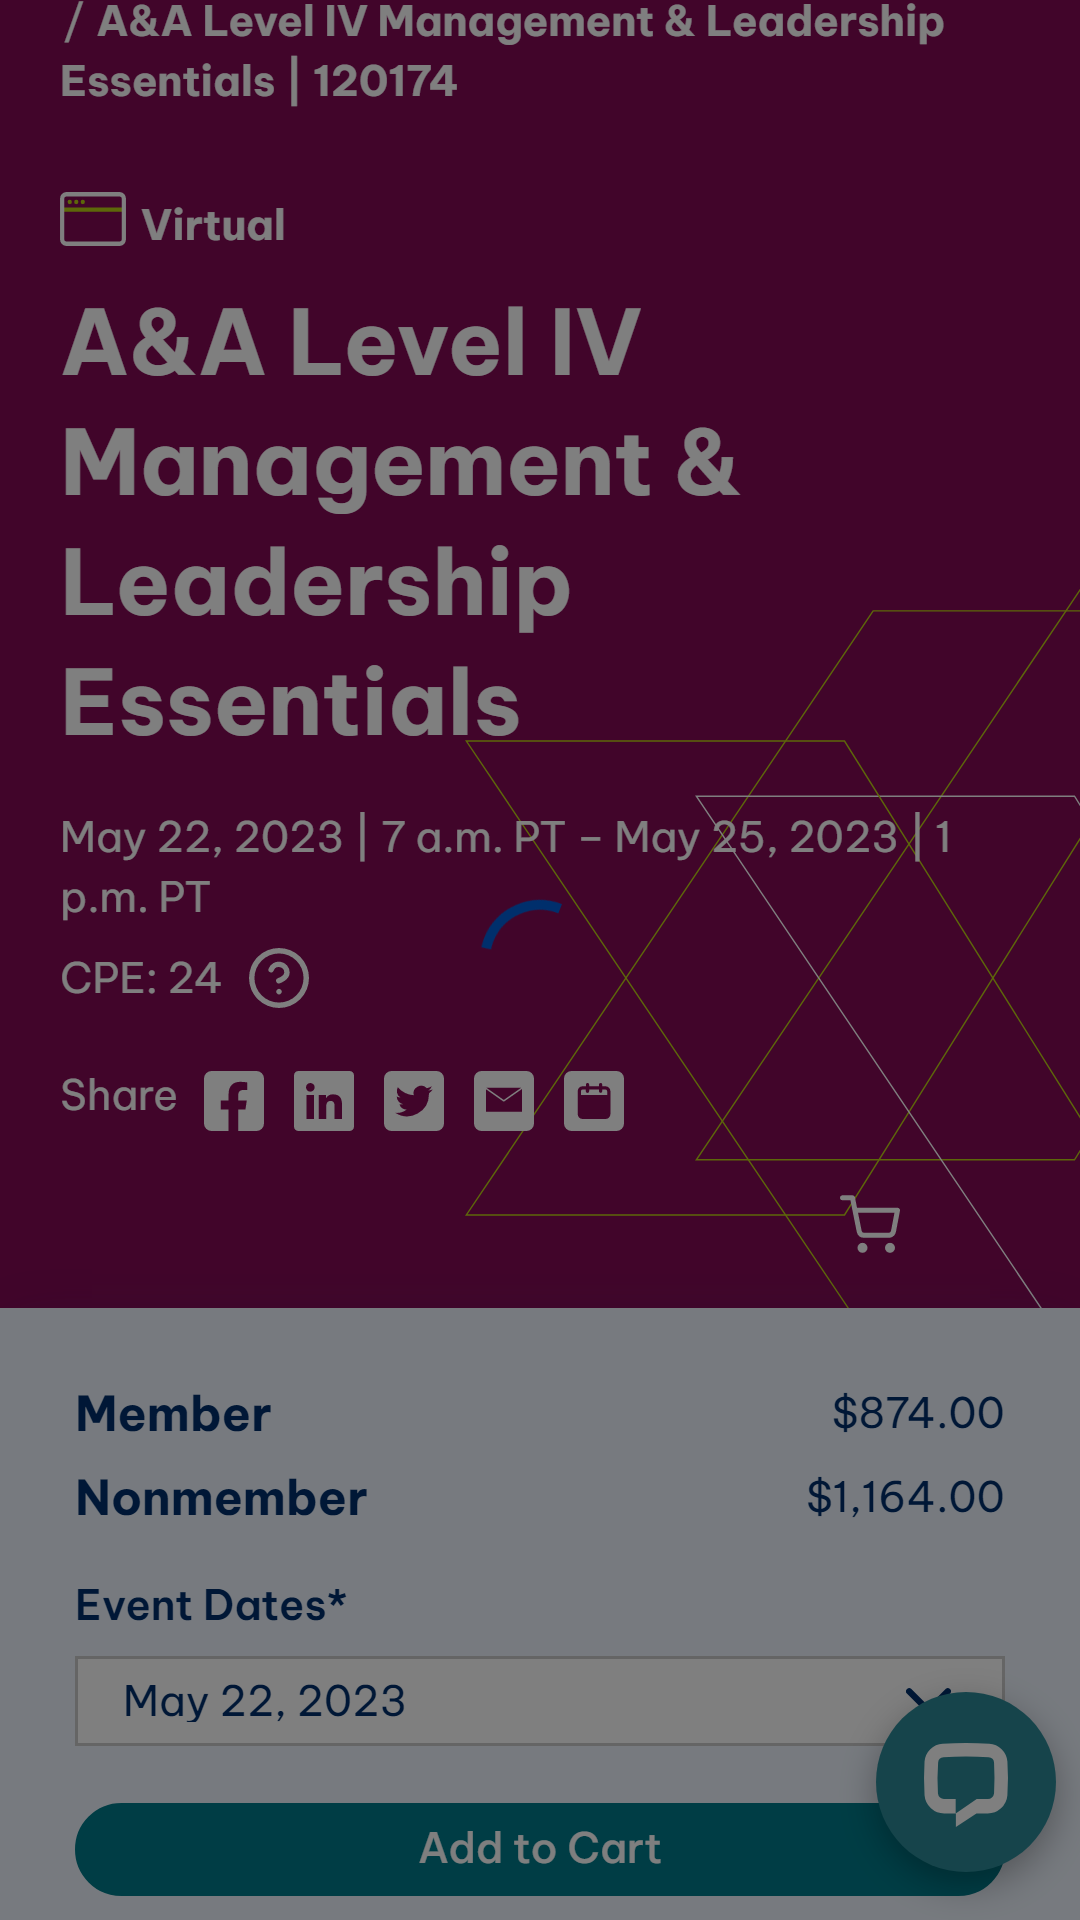 / A&A Level IV Management & Leadership
Essentials | 120174
Virtual
A&A Level IV
Management &
Leadership
Essentials
May 22, 2023 | 7 a.m. PT – May 25, 2023 | 1
p.m. PT
CPE: 24
Share
Member $874.00
Nonmember $1,164.00
Event Dates*
May 22, 2023
Add to Cart